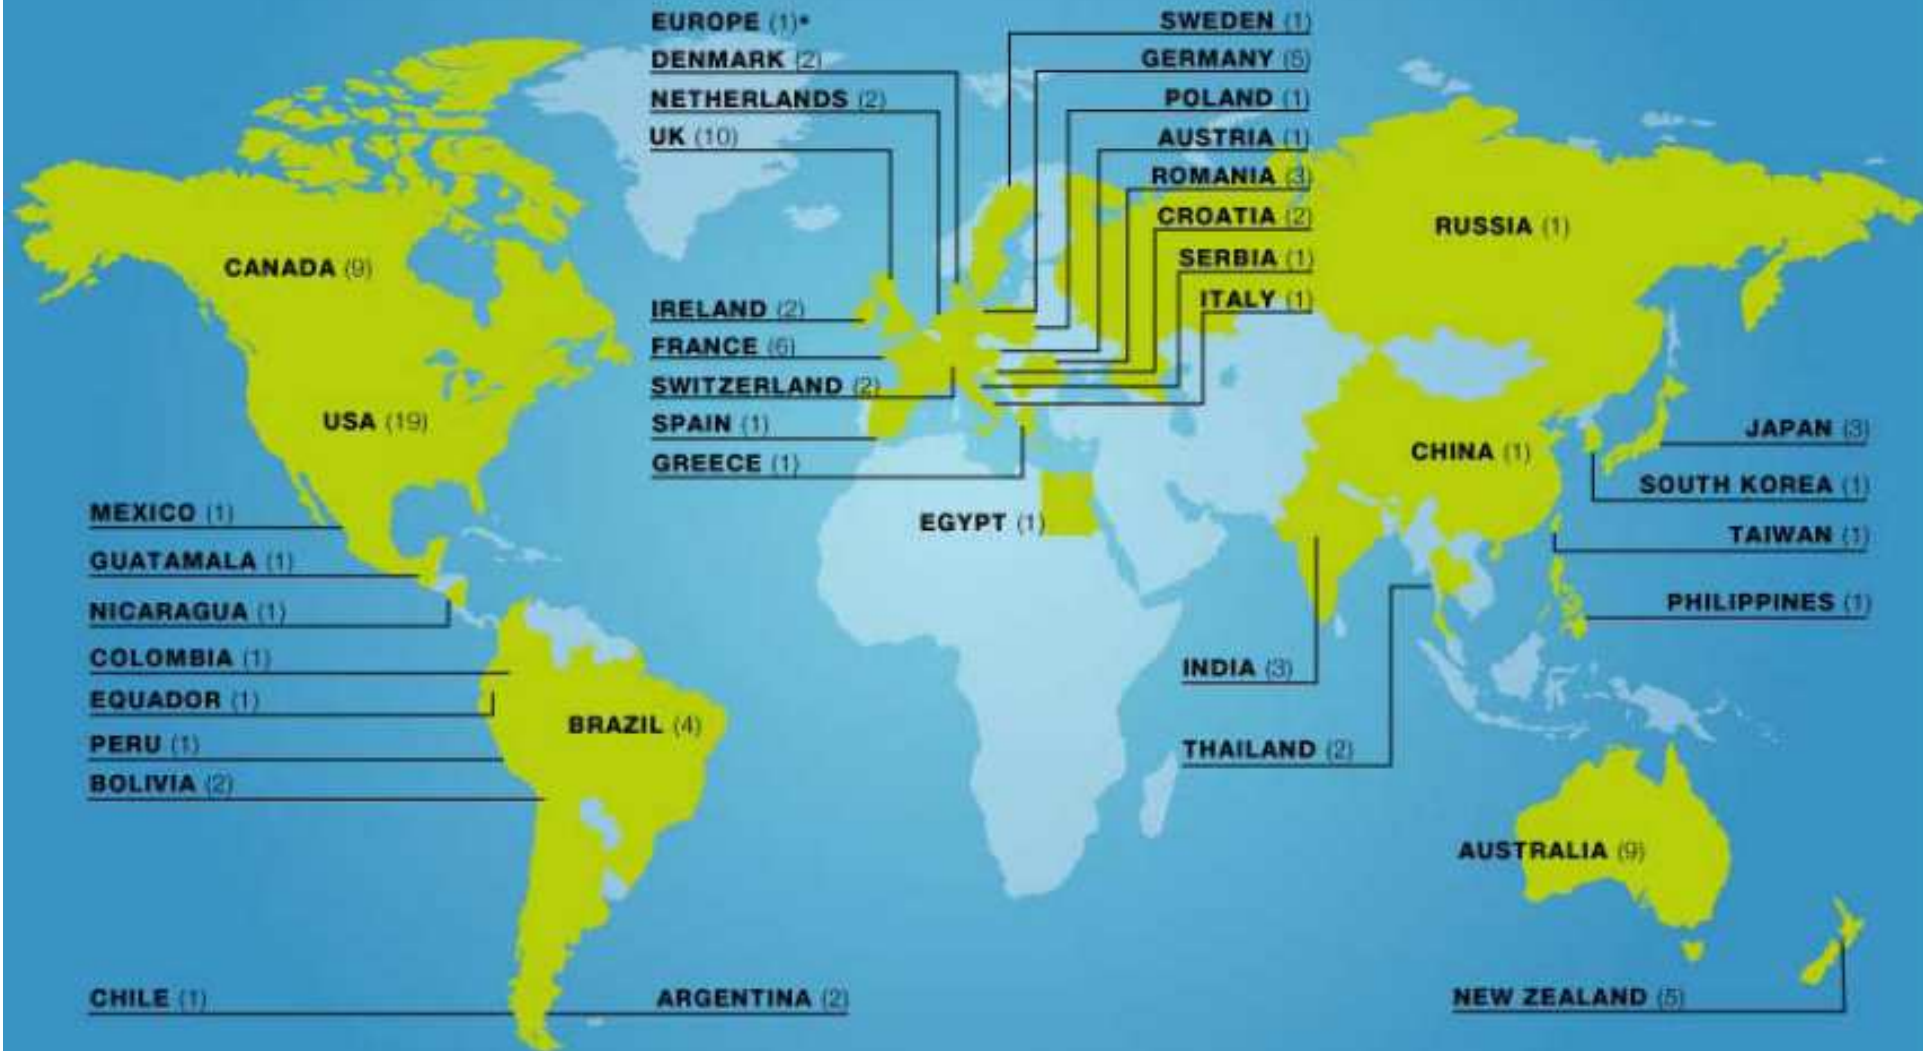 EUROPE (1)*
DENMARK (2)
NETHERLANDS (2)
UK (10)
SWEDEN (1)
GERMANY (5)
POLAND (1)
AUSTRIA (1)
ROMANIA (3)
CROATIA (2)
SERBIA (1)
ITALY (1)
RUSSIA (1)
CANADA (9)
IRELAND (2)
FRANCE (6)
SWITZERLAND (2)
SPAIN (1)
GREECE (1)
USA (19)
CHINA (1)
JAPAN (3)
SOUTH KOREA (1)
TAIWAN (1)
PHILIPPINES (1)
EGYPT (1)
MEXICO (1)
GUATAMALA (1)
NICARAGUA (1)
COLOMBIA (1)
EQUADOR (1)
PERU (1)
BOLIVIA (2)
BRAZIL (4)
INDIA (3)
THAILAND (2)
AUSTRALIA (9)
CHILE (1)
ARGENTINA (2)
NEW ZEALAND (5)